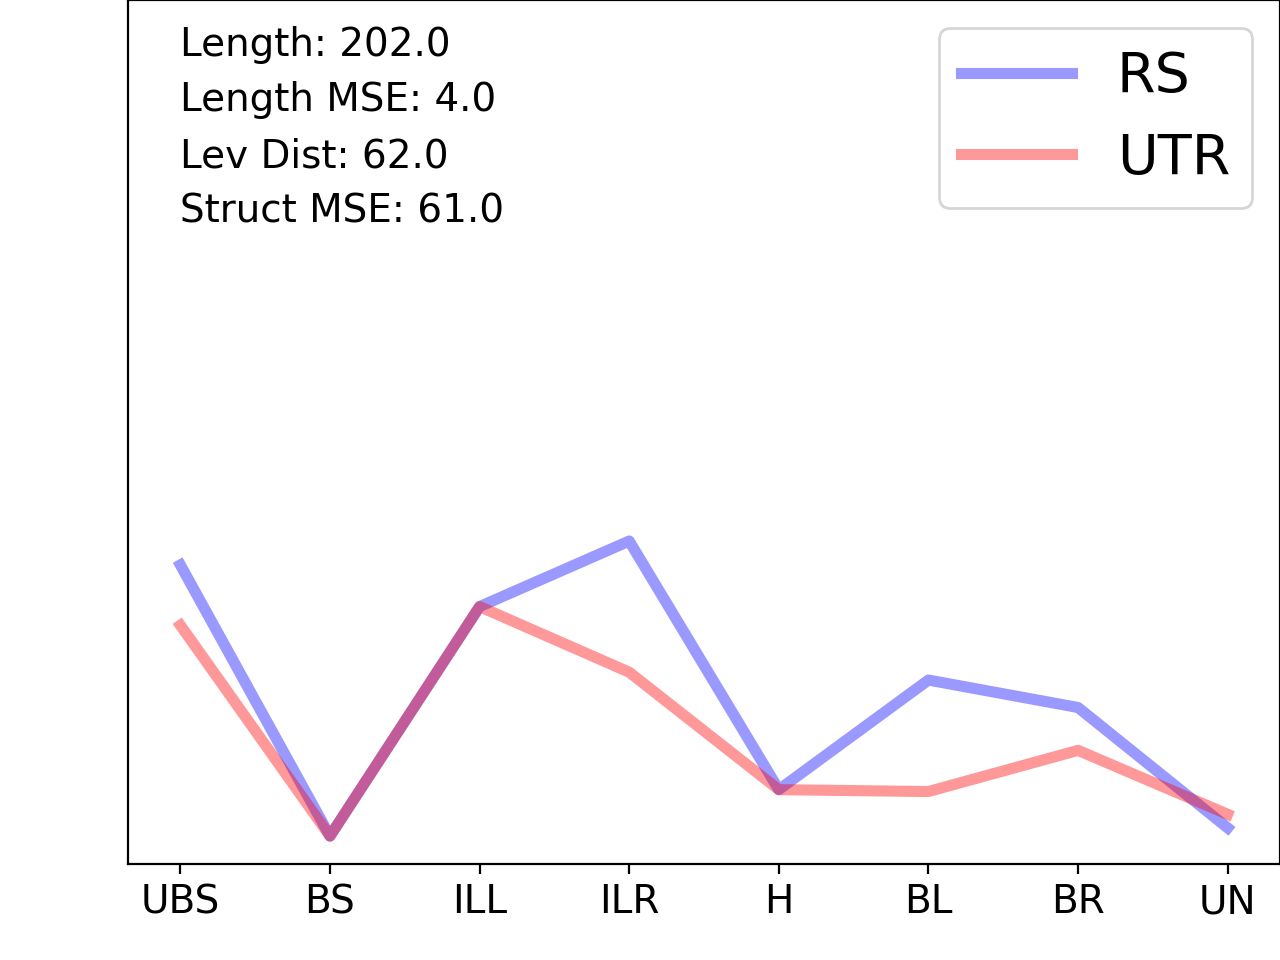 Length: 202.0
Length MSE: 4.0
Lev Dist: 62.0
Struct MSE: 61.0
RS
UTR
UBS BS ILL ILR H BL BR UN